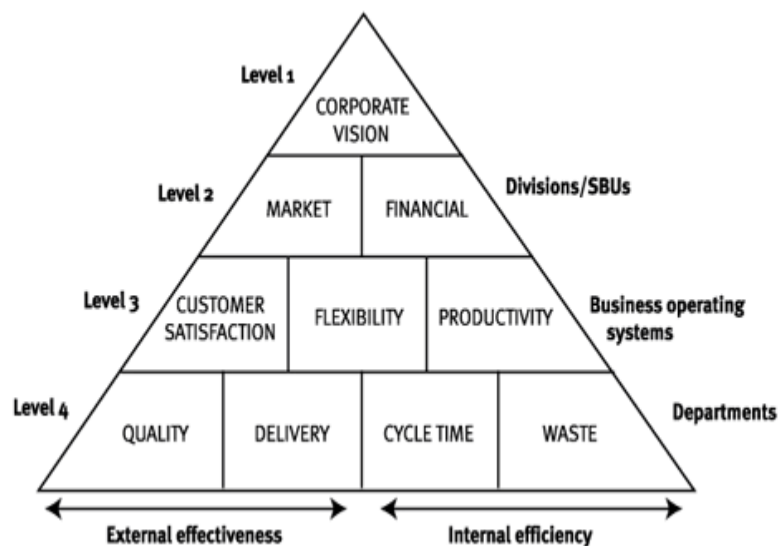 Level 1
CORPORATE
VISION
Level 2
MARKET
FINANCIAL
Divisions/SBUs
Level 3
CUSTOMER
SATISFACTION
FLEXIBILITY
PRODUCTIVITY
Business operating
systems
Level 4
QUALITY
DELIVERY
CYCLE TIME
WASTE
Departments
External effectiveness
Internal efficiency